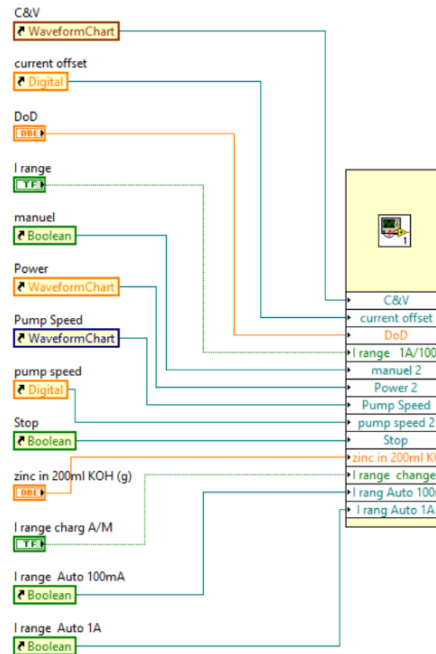 C&V
WaveformChart
current offset
Digital
DoD
DBL
I range
TF
manuel
Boolean
Power
WaveformChart
Pump Speed
WaveformChart
pump speed
Digital
Stop
Boolean
zinc in 200ml KOH (g)
DBL
I range charg A/M
TF
I range Auto 100mA
Boolean
I range Auto 1A
Boolean
1
C&V
current offset
DoD
I range 1A/100
manuel 2
Power 2
Pump Speed
pump speed 2
Stop
zinc in 200ml
I range change
I rang Auto
I rang Auto 1A